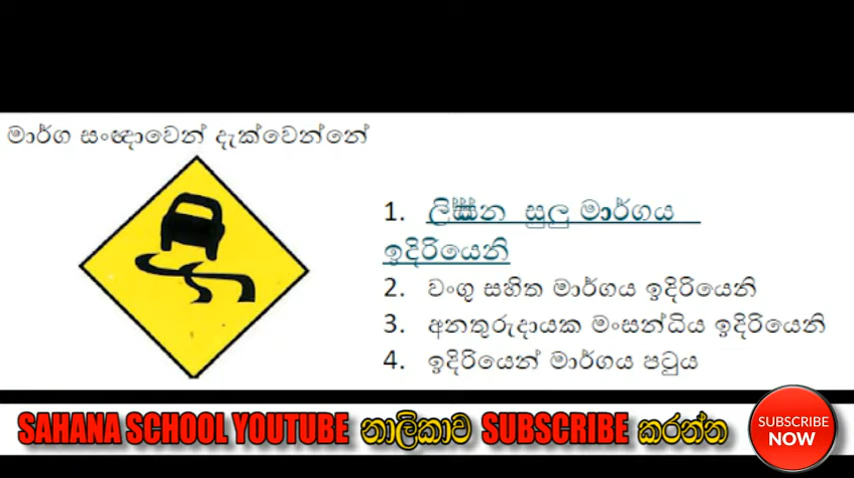 මාර්ග සංඥාවෙන් දැක්වෙන්නේ
1. ලිස්සන සුලු මාර්ගය
ඉදිරියෙනි
2. වංගු සහිත මාර්ගය ඉදිරියෙනි
3. අනතුරුදායක මංසන්ධිය ඉදිරියෙනි
4. ඉදිරියෙන් මාර්ගය පටුය
SAHANA SCHOOL YOUTUBE නාලිකාව SUBSCRIBE කරන්න
SUBSCRIBE
NOW